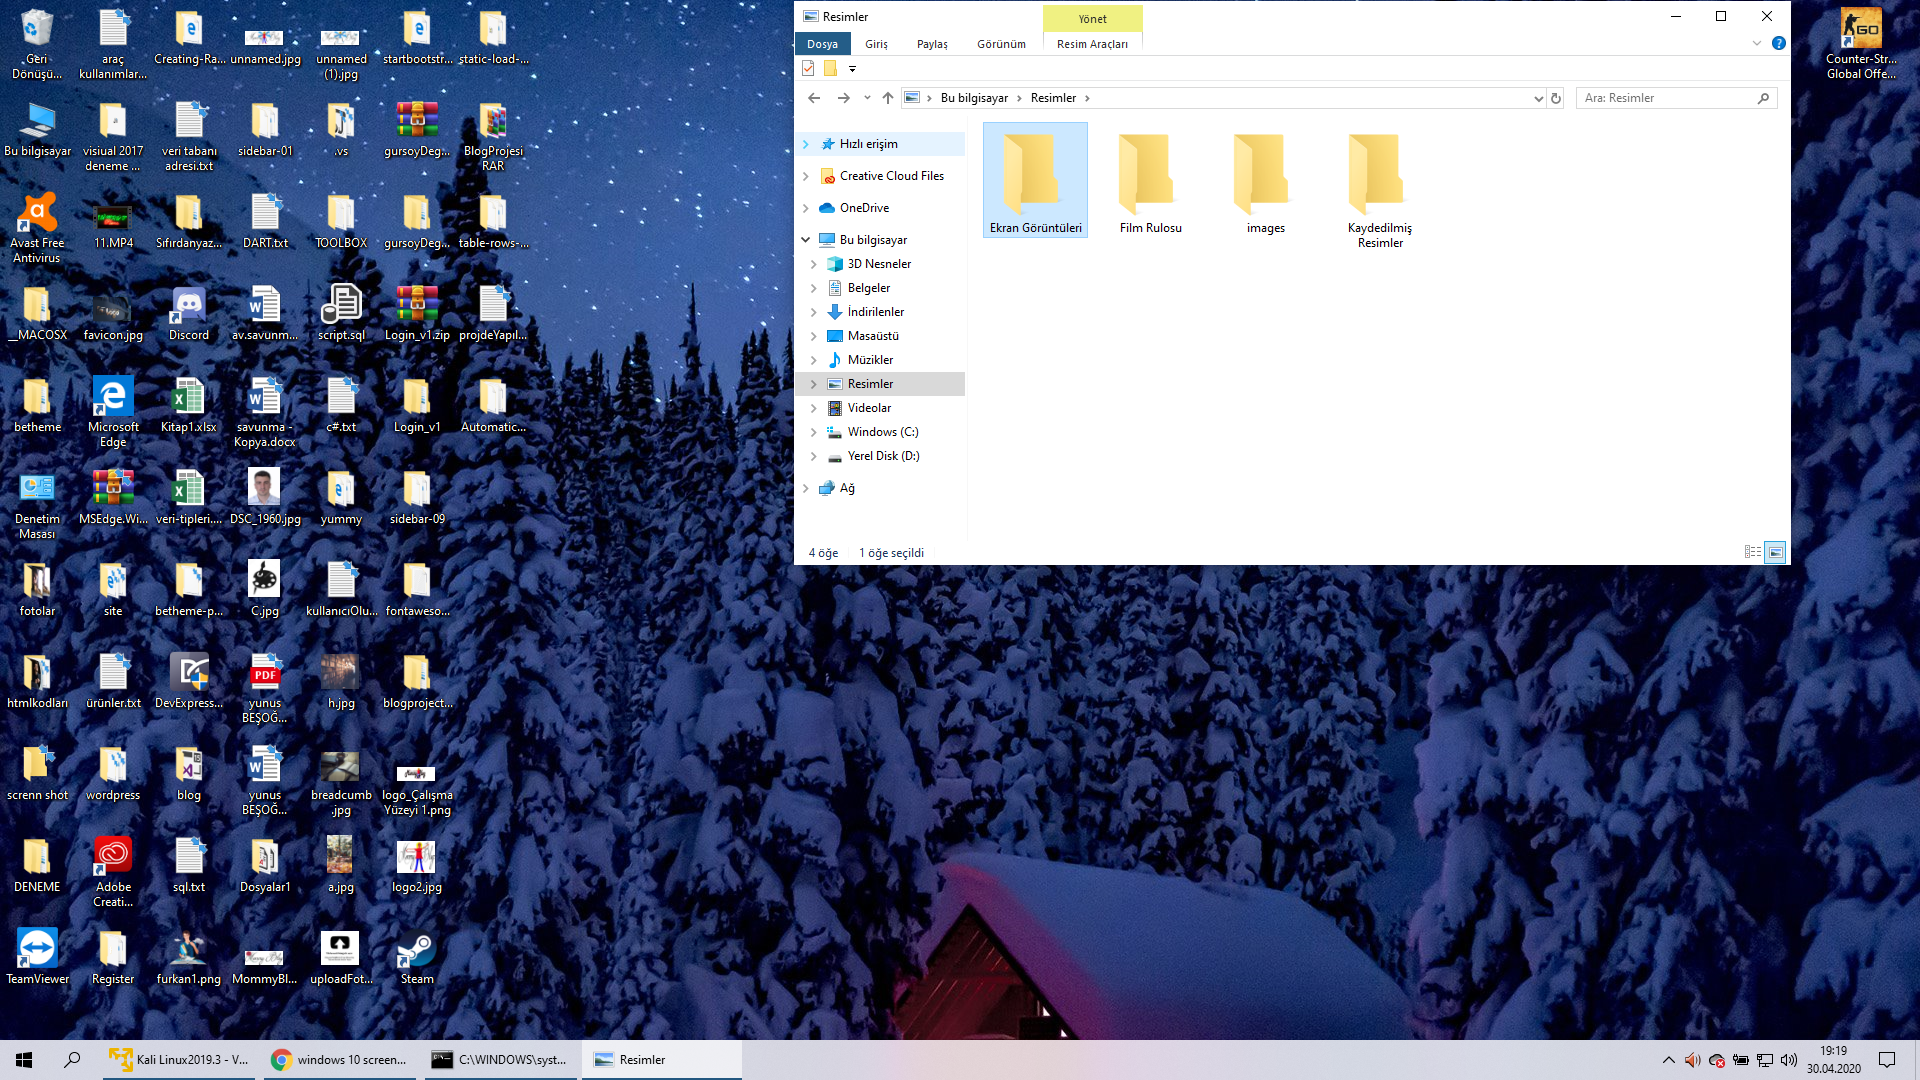 Geri
Dönüşü...
araç
kullanımlar...
Creating-Ra...
unnamed.jpg
unnamed
(1).jpg
startbootstr...
static-load-...
Bu bilgisayar
visiual 2017
deneme ...
veri tabanı
adresi.txt
sidebar-01
.vs
gursoyDeg...
BlogProjesi
RAR
Avast Free
Antivirus
11.MP4
Sıfırdanyaz...
DART.txt
TOOLBOX
gursoyDeg...
table-rows-...
__MACOSX
favicon.jpg
Discord
av.savunm...
script.sql
Login_v1.zip
projdeYapıl...
betheme
Microsoft
Edge
Kitap1.xlsx
savunma -
Kopya.docx
c#.txt
Login_v1
Automatic...
Denetim
Masası
MSEdge.Wi...
veri-tipleri....
DSC_1960.jpg
yummy
sidebar-09
fotolar
site
betheme-p...
C.jpg
kullanıcıOlu...
fontaweso...
htmlkodları
ürünler.txt
DevExpress...
PDF
yunus
BEŞOĞ...
h.jpg
blogproject...
screnn shot
wordpress
blog
yunus
BEŞOĞ...
breadcumb
.jpg
logo_Çalışma
Yüzeyi 1.png
DENEME
Adobe
Creati...
sql.txt
Dosyalar1
a.jpg
logo2.jpg
TeamViewer
Register
furkan1.png
MommyBl...
uploadFot...
Steam
Resimler
Yönet
Dosya
Giriş
Paylaş
Görünüm
Resim Araçları
Bu bilgisayar
Resimler
Ara: Resimler
Hızlı erişim
Creative Cloud Files
OneDrive
Bu bilgisayar
3D Nesneler
Belgeler
İndirilenler
Masaüstü
Müzikler
Resimler
Videolar
Windows (C:)
Yerel Disk (D:)
Ağ
Ekran Görüntüleri
Film Rulosu
images
Kaydedilmiş
Resimler
4 öğe
1 öğe seçildi
GO
Counter-Str...
Global Offe...
Kali Linux2019.3 - V...
windows 10 screen...
C:\WINDOWS\syst...
Resimler
19:19
30.04.2020